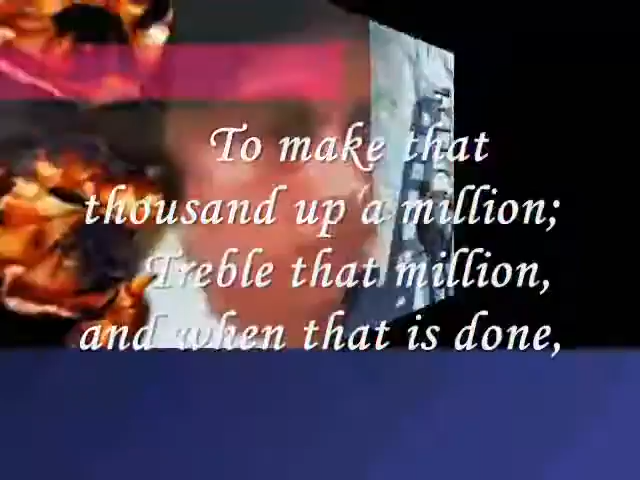 To make that
thousand up a million;
Treble that million,
and when that is done,